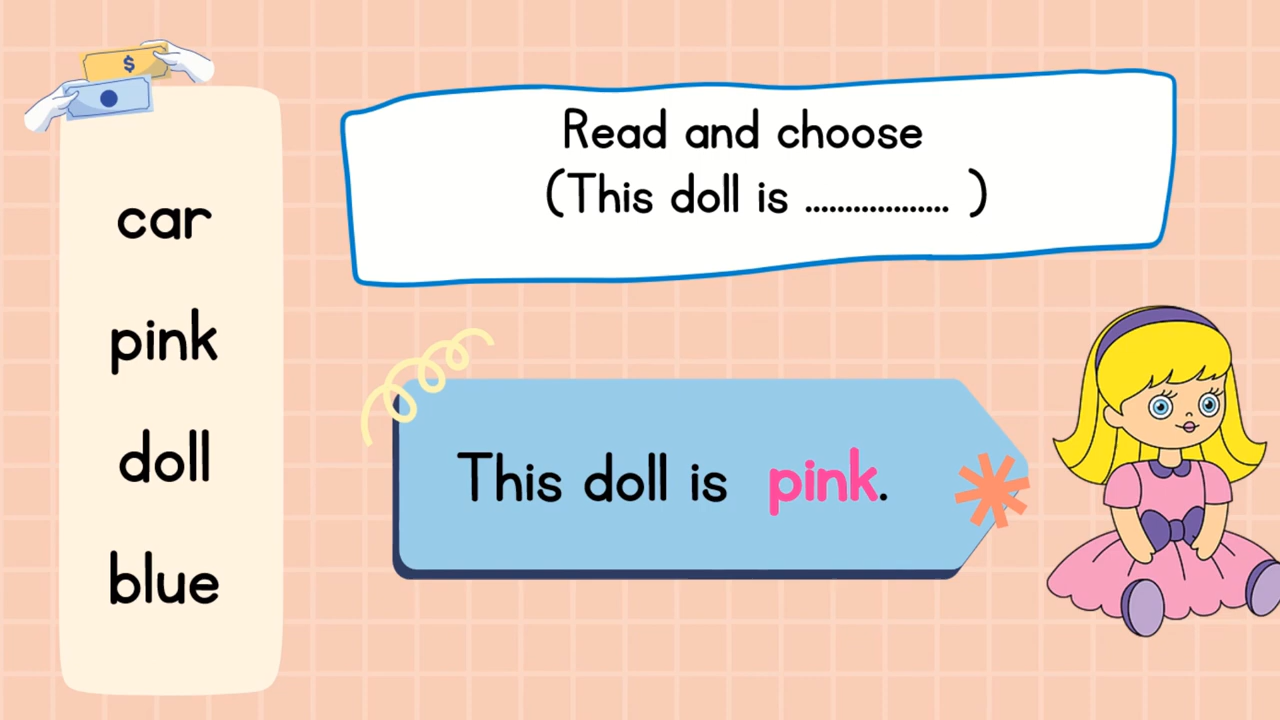 $
car
pink
doll
blue
Read and choose
(This doll is .................. )
This doll is pink.